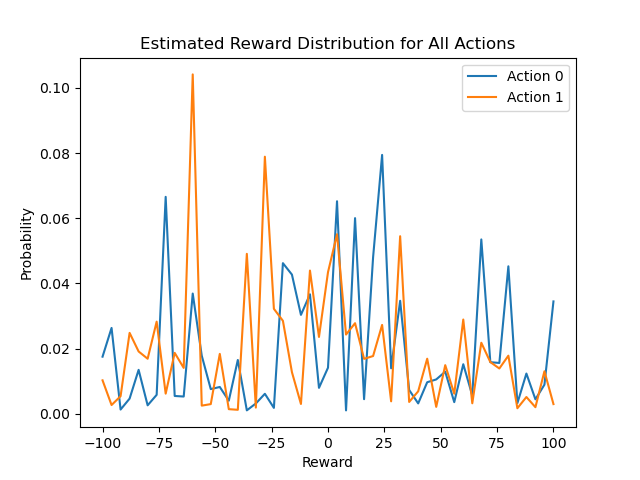 Estimated Reward Distribution for All Actions
Action 0
Action 1
Probability
0.10
0.08
0.06
0.04
0.02
0.00
−100 −75 −50 −25 0 25 50 75 100
Reward